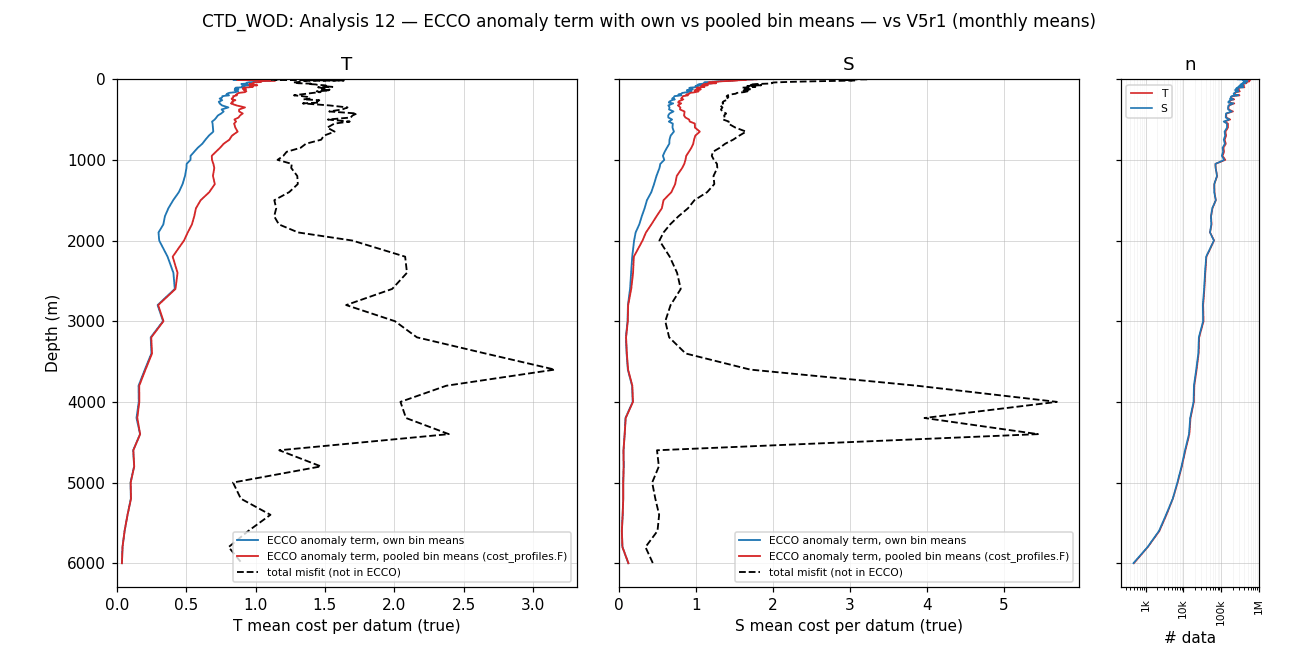 CTD_WOD: Analysis 12 — ECCO anomaly term with own vs pooled bin means — vs V5r1 (monthly means)
T
S
n
0
1000
2000
3000
4000
5000
6000
Depth (m)
0.0
0.5
1.0
1.5
2.0
2.5
3.0
T mean cost per datum (true)
ECCO anomaly term, own bin means
ECCO anomaly term, pooled bin means (cost_profiles.F)
total misfit (not in ECCO)
0
1
2
3
4
5
S mean cost per datum (true)
ECCO anomaly term, own bin means
ECCO anomaly term, pooled bin means (cost_profiles.F)
total misfit (not in ECCO)
T
S
1k
10k
100k
1M
# data